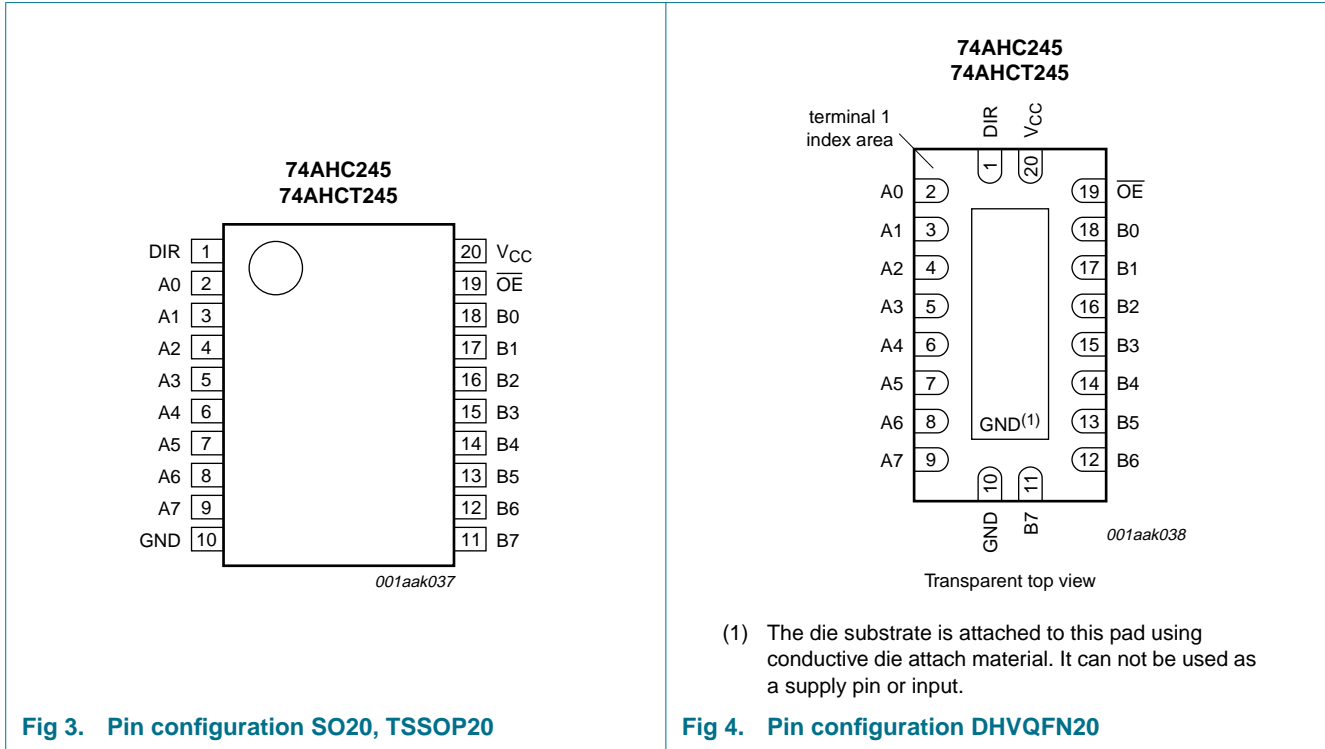 74AHC245
74AHCT245
DIR 1
A0 2
A1 3
A2 4
A3 5
A4 6
A5 7
A6 8
A7 9
GND 10
20 VCC
19 OE
18 B0
17 B1
16 B2
15 B3
14 B4
13 B5
12 B6
11 B7
001aak037
Fig 3. Pin configuration SO20, TSSOP20
74AHC245
74AHCT245
terminal 1
index area
DIR
VCC
1
20
A0 2
A1 3
A2 4
A3 5
A4 6
A5 7
A6 8
A7 9
19 OE
18 B0
17 B1
16 B2
15 B3
14 B4
13 B5
12 B6
GND(1)
10
11
GND
B7
001aak038
Transparent top view
(1) The die substrate is attached to this pad using
conductive die attach material. It can not be used as
a supply pin or input.
Fig 4. Pin configuration DHVQFN20